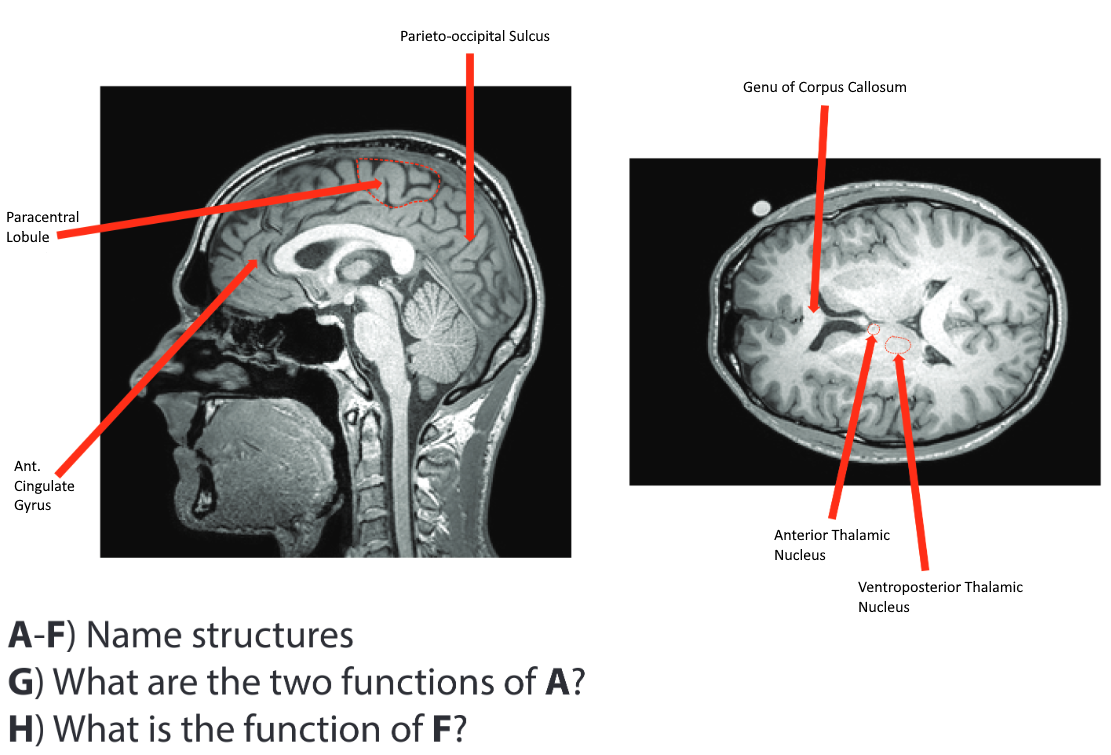 Parieto-occipital Sulcus
Genu of Corpus Callosum
Paracentral
Lobule
Ant.
Cingulate
Gyrus
Anterior Thalamic
Nucleus
Ventroposterior Thalamic
Nucleus
A-F) Name structures
G) What are the two functions of A?
H) What is the function of F?